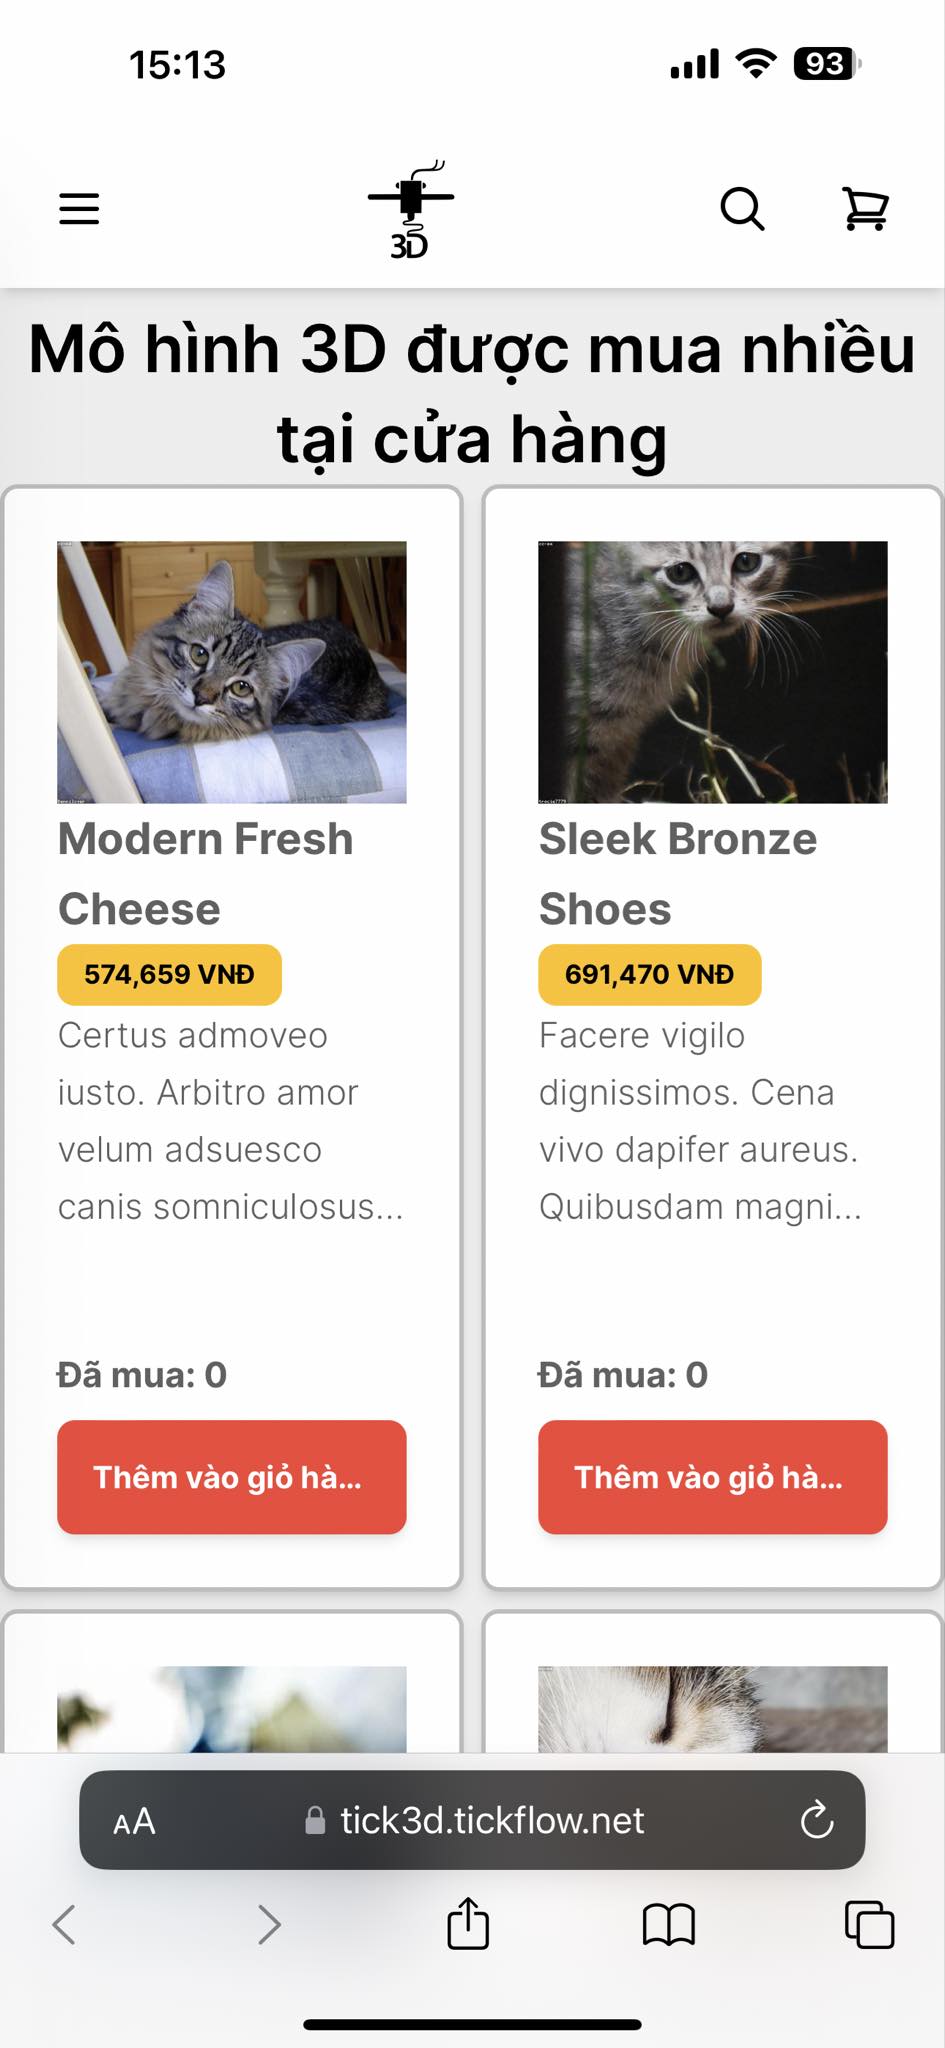 15:13
93
3D
Mô hình 3D được mua nhiều
tại cửa hàng
Modern Fresh
Cheese
574,659 VNĐ
Certus admoveo
iusto. Arbitro amor
velum adsuesco
canis somniculosus...
Đã mua: 0
Thêm vào giỏ hà...
Sleek Bronze
Shoes
691,470 VNĐ
Facere vigilo
dignissimos. Cena
vivo dapifer aureus.
Quibusdam magni...
Đã mua: 0
Thêm vào giỏ hà...
AA
tick3d.tickflow.net